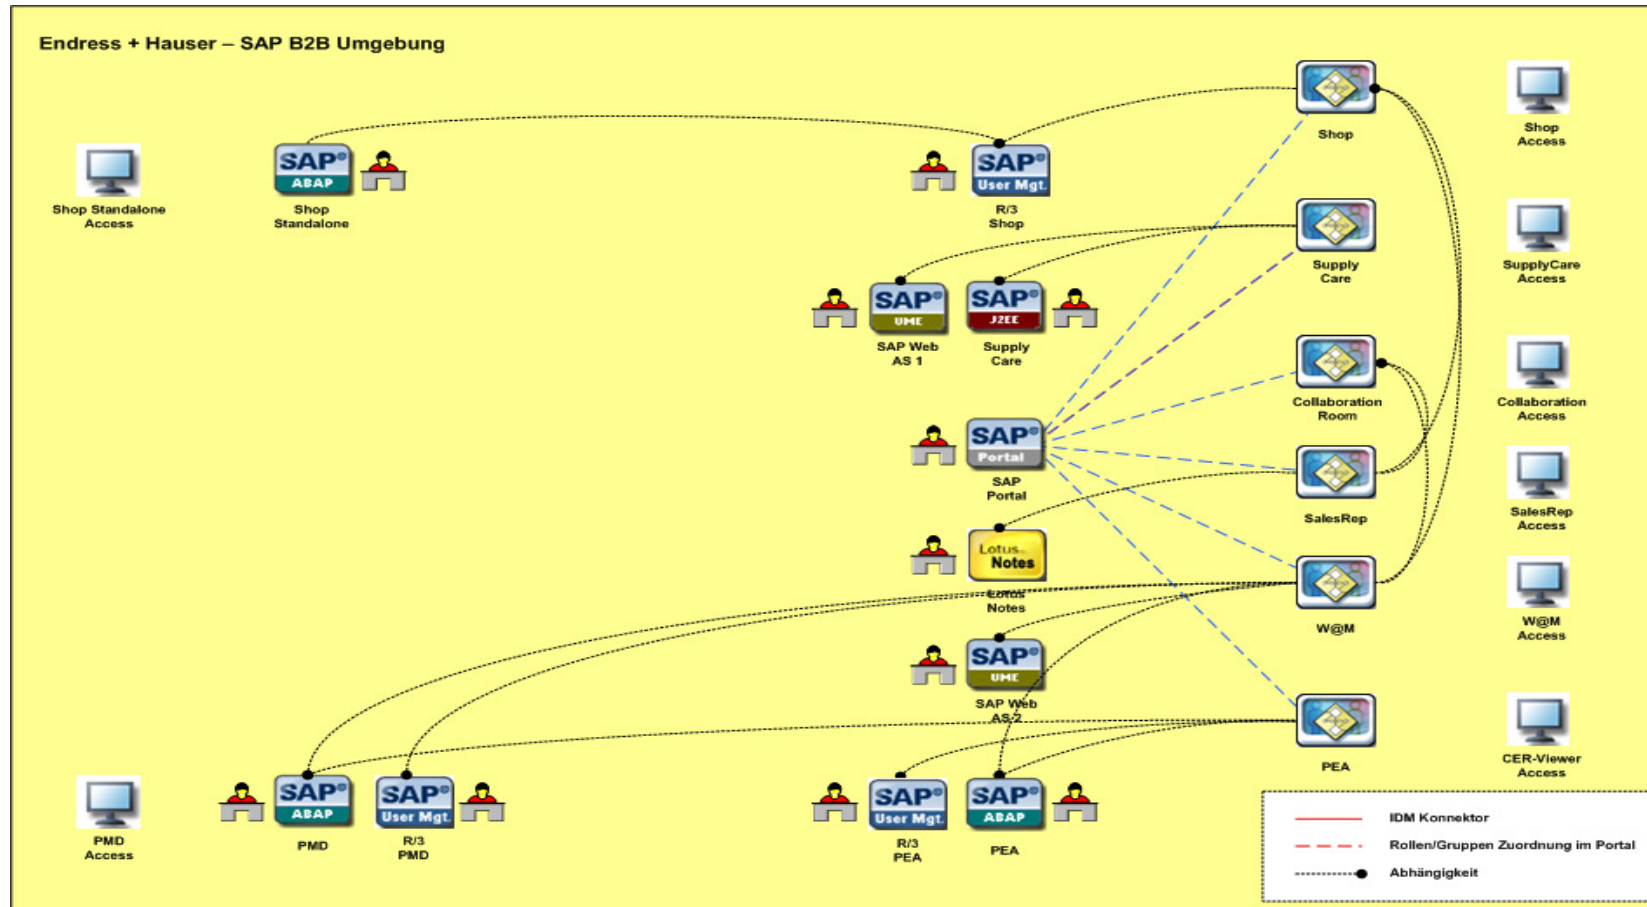 Endress + Hauser – SAP B2B Umgebung
Shop
Shop
Access
SAP®
ABAP
SAP®
User Mgt.
Shop Standalone
Access
Shop
Standalone
R/3
Shop
Supply
Care
SupplyCare
Access
SAP®
UME
SAP®
J2EE
SAP Web
AS 1
Supply
Care
Collaboration
Room
Collaboration
Access
SAP®
Portal
SAP
Portal
SalesRep
SalesRep
Access
Lotus
Notes
Lotus
Notes
W@M
W@M
Access
SAP®
UME
SAP Web
AS 2
PEA
CER-Viewer
Access
SAP®
ABAP
SAP®
User Mgt.
SAP®
User Mgt.
SAP®
ABAP
PMD
Access
PMD
R/3
PMD
R/3
PEA
PEA
IDM Konnektor
Rollen/Gruppen Zuordnung im Portal
Abhängigkeit